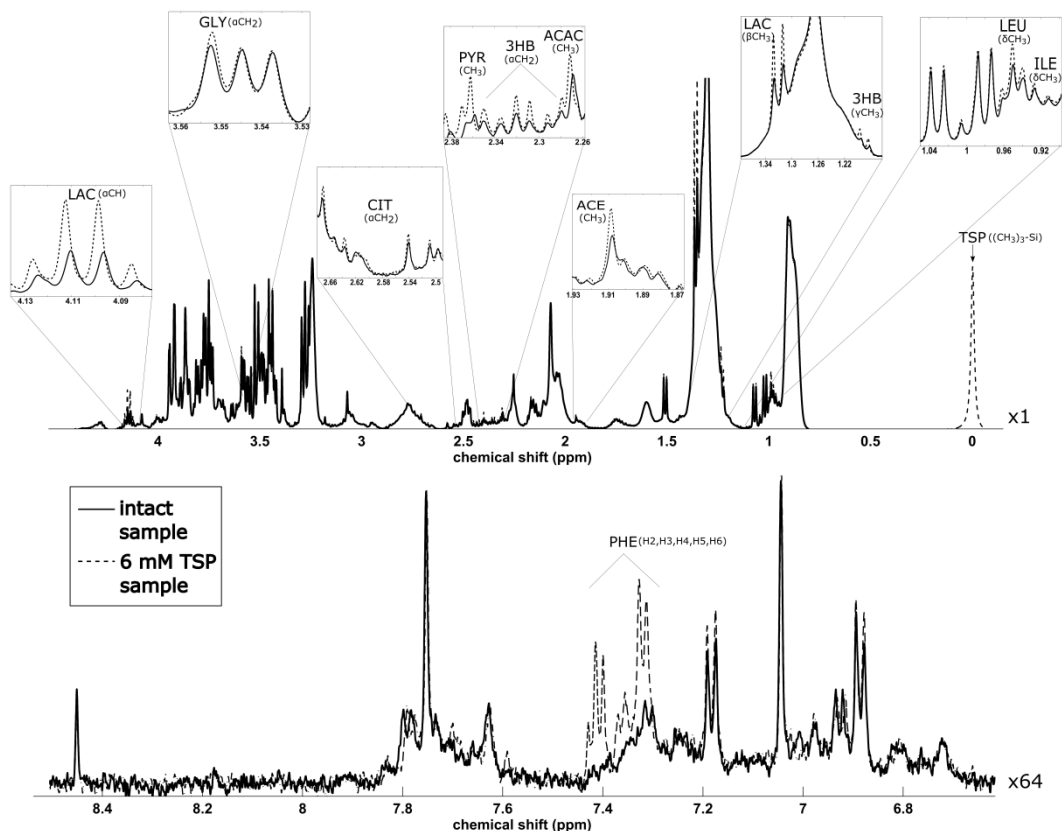 GLY (αCH2)
3.56 3.55 3.54 3.53
PYR
(CH3)
3HB
(αCH2)
ACAC
(CH3)
2.38 2.34 2.3 2.26
LAC
(βCH3)
3HB
(γCH3)
1.34 1.3 1.26 1.22
LEU
(δCH3)
ILE
(δCH3)
1.04 1 0.96 0.92
LAC (αCH)
4.13 4.11 4.09
CIT
(αCH2)
2.66 2.62 2.58 2.54 2.5
ACE
(CH3)
1.93 1.91 1.89 1.87
TSP ((CH3)3-Si)
x1
4 3.5 3 2.5 2 1.5 1 0.5 0
chemical shift (ppm)
intact
sample
6 mM TSP
sample
PHE (H2,H3,H4,H5,H6)
x64
8.4 8.2 8 7.8 7.6 7.4 7.2 7 6.8
chemical shift (ppm)